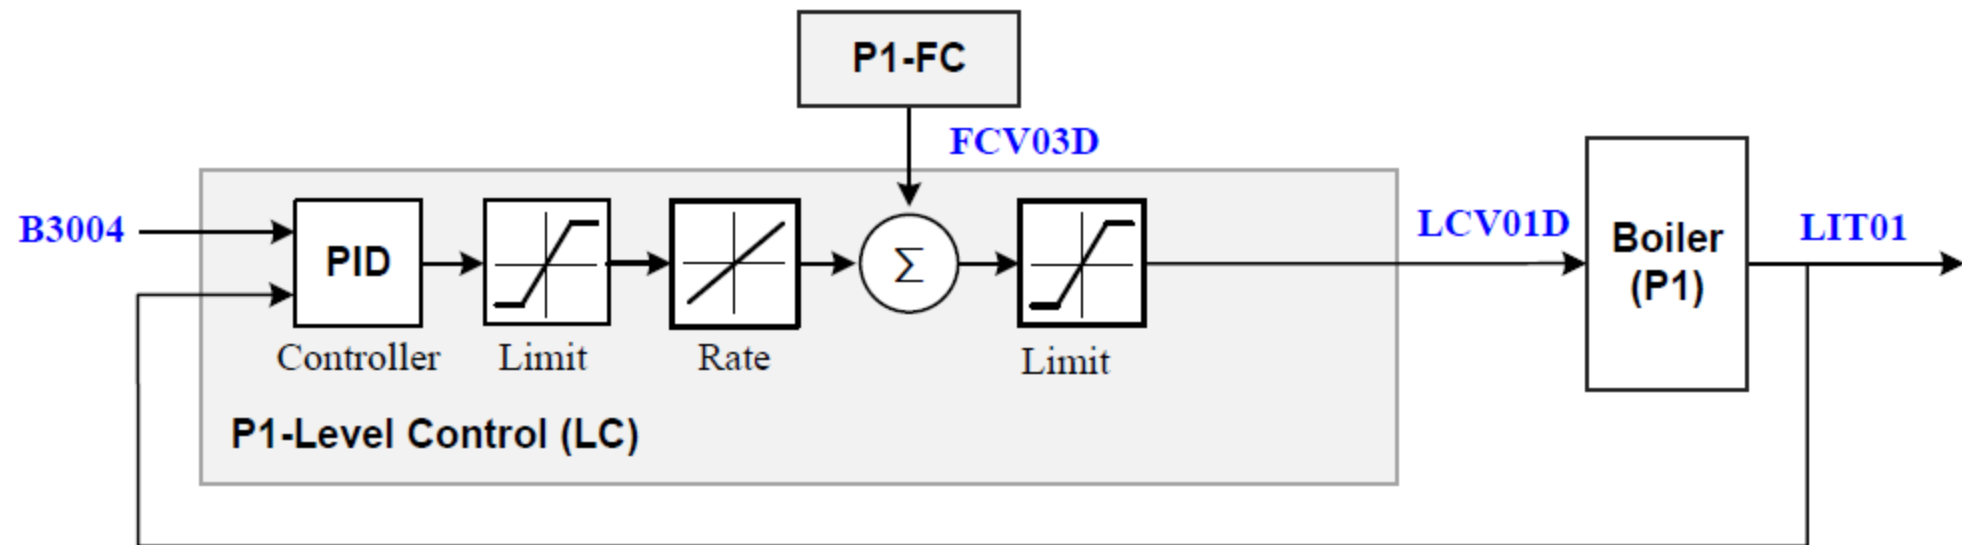 P1-FC
FCV03D
B3004
PID
Σ
LCV01D
Boiler
(P1)
LIT01
Controller
Limit
Rate
Limit
P1-Level Control (LC)